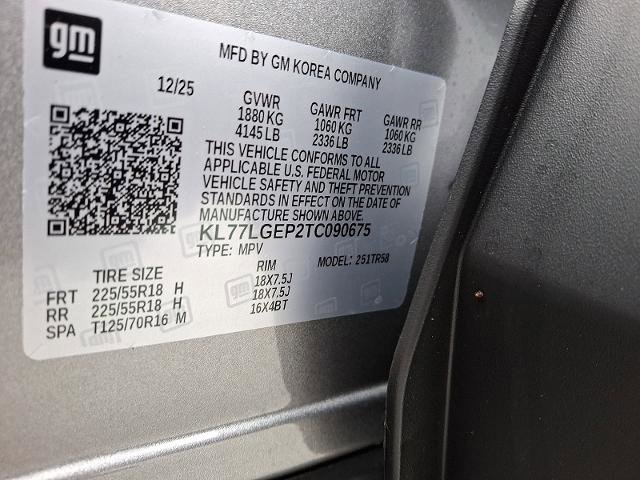 gm
MFD BY GM KOREA COMPANY
12/25
GVWR GAWR FRT GAWR RR
1880 KG 1060 KG 1060 KG
4145 LB 2336 LB 2336 LB
THIS VEHICLE CONFORMS TO ALL
APPLICABLE U.S. FEDERAL MOTOR
VEHICLE SAFETY AND THEFT PREVENTION
STANDARDS IN EFFECT ON THE DATE OF
MANUFACTURE SHOWN ABOVE.
KL77LGEP2TC090675
TYPE: MPV MODEL: 251TR58
TIRE SIZE RIM
FRT 225/55R18 H 18X7.5J
RR 225/55R18 H 18X7.5J
SPA T125/70R16 M 16X4BT